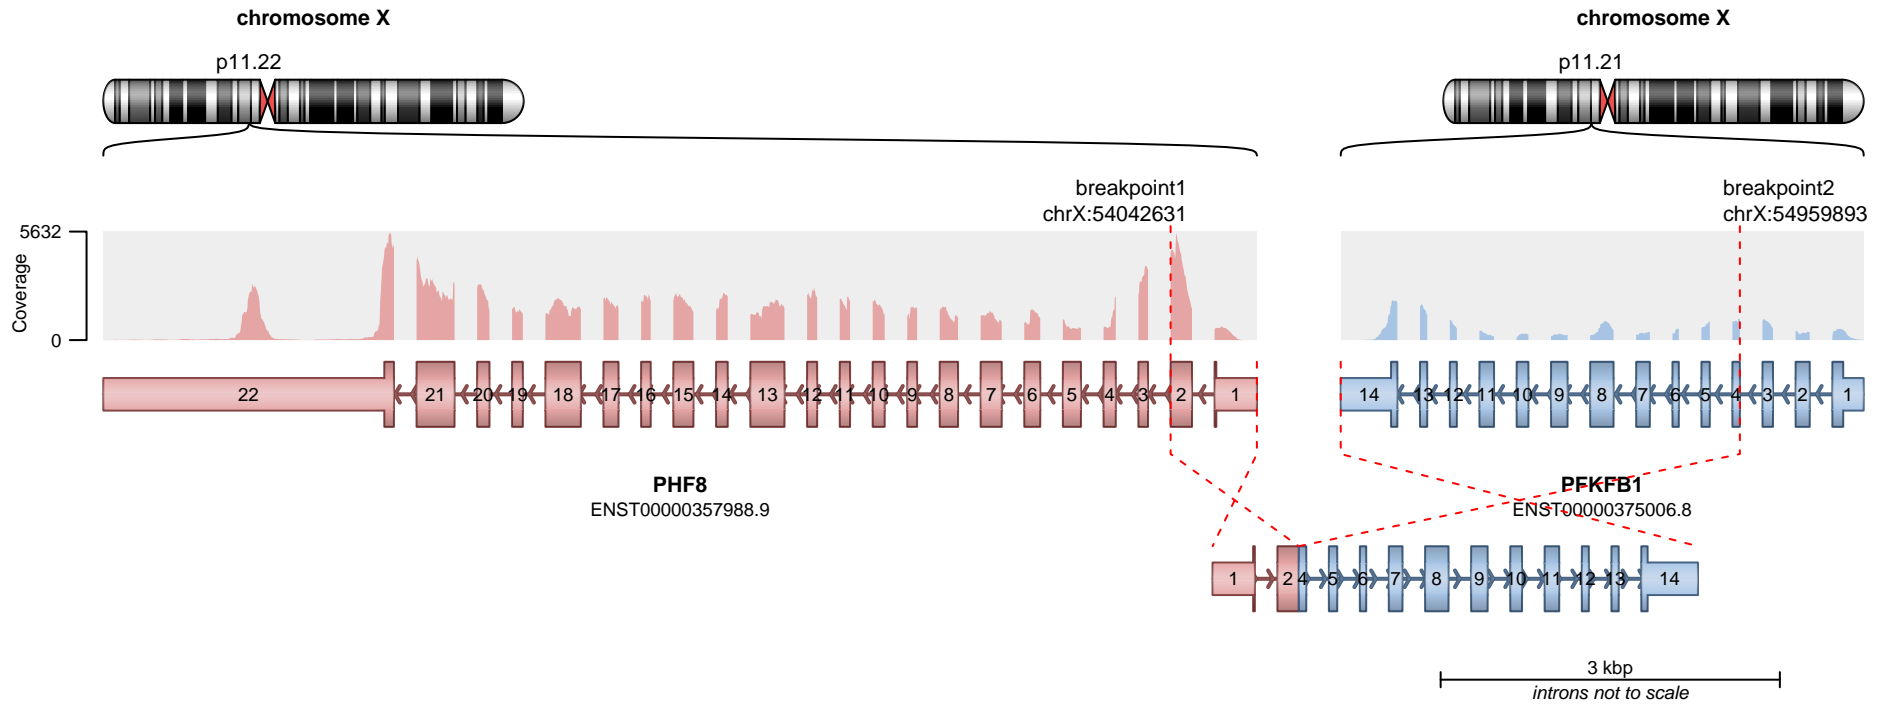 chromosome X
chromosome X
p11.22
p11.21
breakpoint1
chrX:54042631
breakpoint2
chrX:54959893
5632
Coverage
0
22 21 20 19 18 17 16 15 14 13 12 11 10 9 8 7 6 5 4 3 2 1
14 13 12 11 10 9 8 7 6 5 4 3 2 1
PHF8
ENST00000357988.9
PFKFB1
ENST00000375006.8
1 2 4 5 6 7 8 9 10 11 12 13 14
3 kbp
introns not to scale